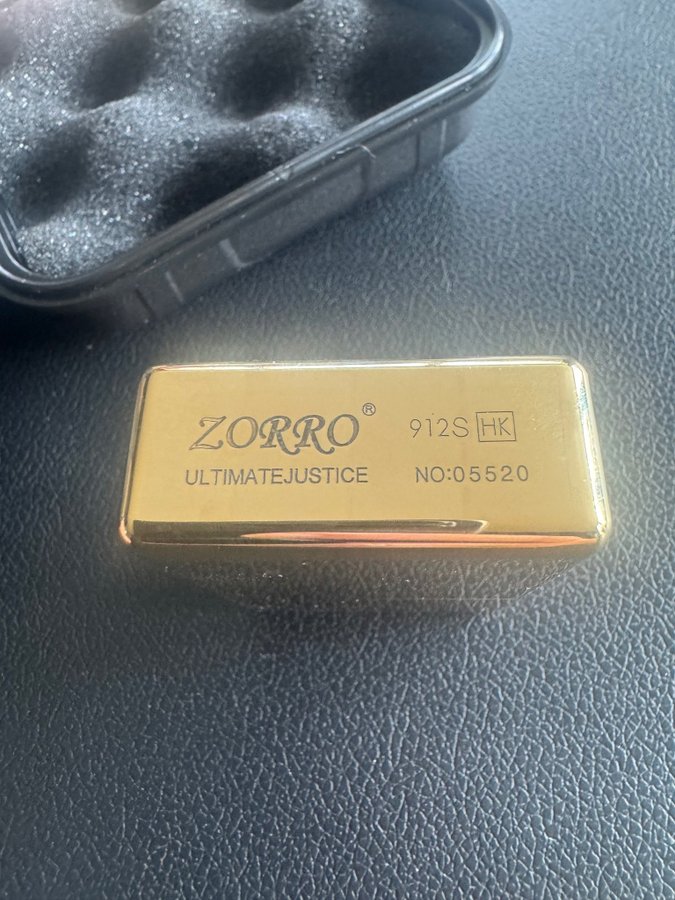 ZORRO® 912S HK
ULTIMATEJUSTICE NO:05520